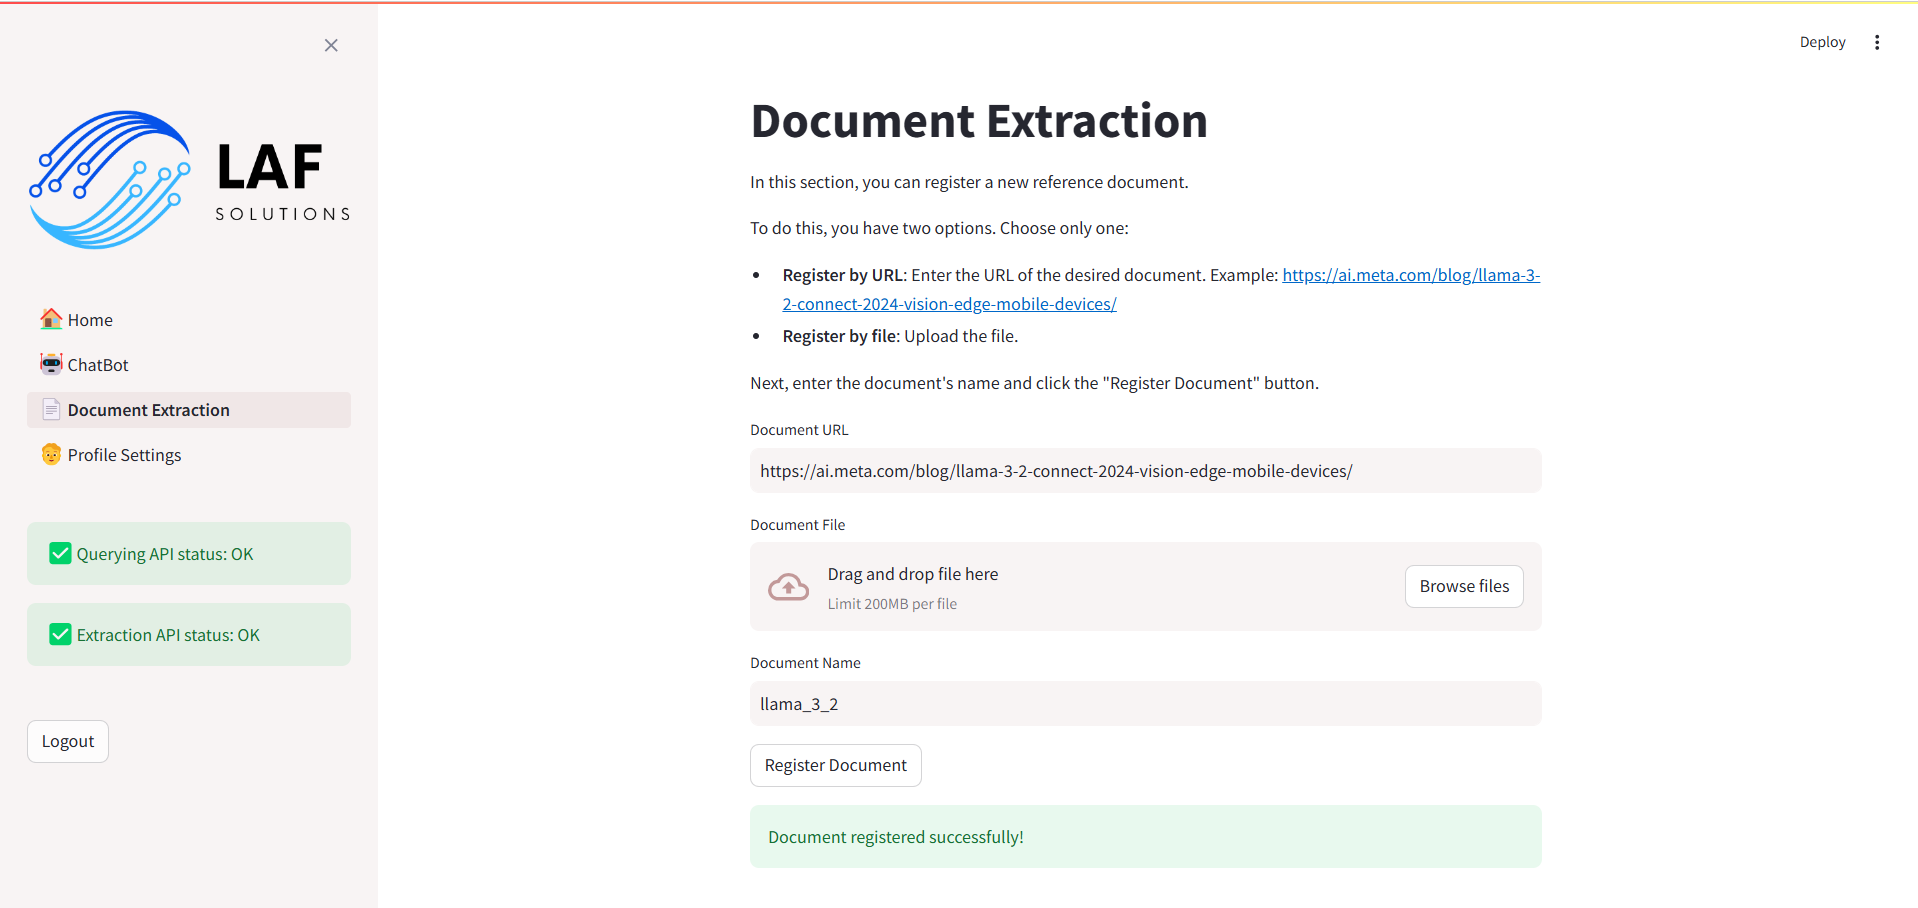 Deploy
LAF
SOLUTIONS
Home
ChatBot
Document Extraction
Profile Settings
Querying API status: OK
Extraction API status: OK
Logout
Document Extraction
In this section, you can register a new reference document.
To do this, you have two options. Choose only one:
Register by URL: Enter the URL of the desired document. Example: https://ai.meta.com/blog/llama-3-
2-connect-2024-vision-edge-mobile-devices/
Register by file: Upload the file.
Next, enter the document's name and click the "Register Document" button.
Document URL
https://ai.meta.com/blog/llama-3-2-connect-2024-vision-edge-mobile-devices/
Document File
Drag and drop file here
Limit 200MB per file
Browse files
Document Name
llama_3_2
Register Document
Document registered successfully!